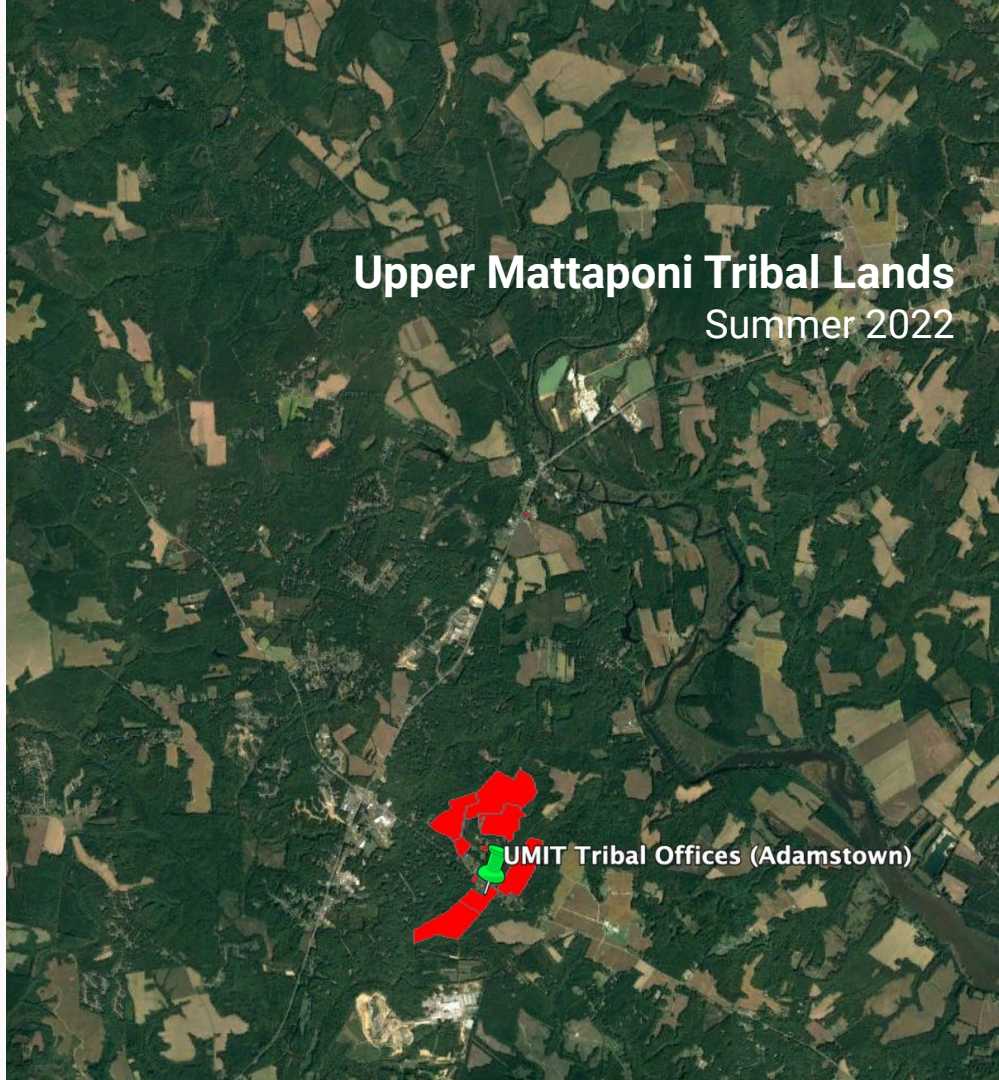 Upper Mattaponi Tribal Lands
Summer 2022
UMIT Tribal Offices (Adamstown)